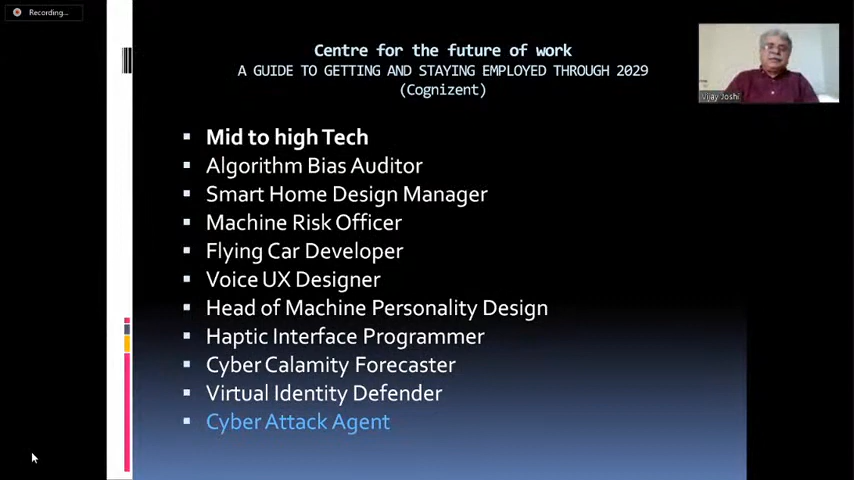 Recording...
Centre for the future of work
A GUIDE TO GETTING AND STAYING EMPLOYED THROUGH 2029
(Cognizent)
Vijay Joshi
Mid to high Tech
Algorithm Bias Auditor
Smart Home Design Manager
Machine Risk Officer
Flying Car Developer
Voice UX Designer
Head of Machine Personality Design
Haptic Interface Programmer
Cyber Calamity Forecaster
Virtual Identity Defender
Cyber Attack Agent